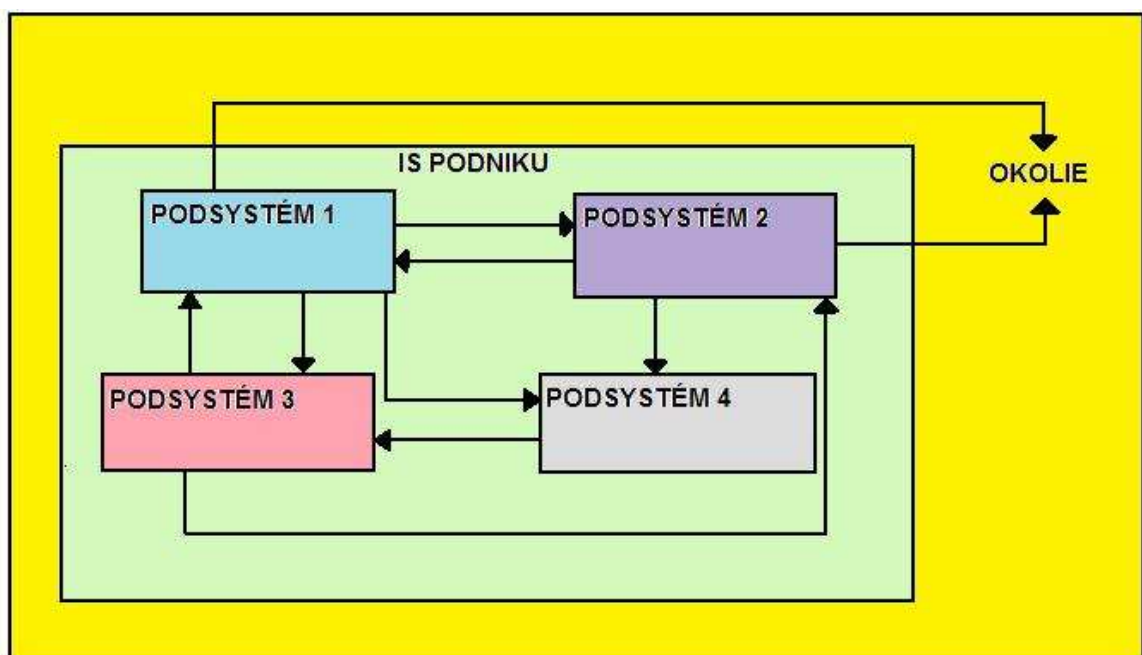 IS PODNIKU
OKOLIE
PODSYSTÉM 1
PODSYSTÉM 2
PODSYSTÉM 3
PODSYSTÉM 4